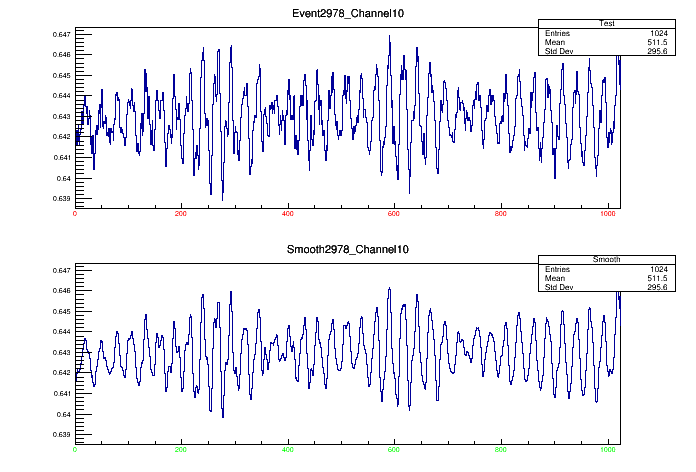 Event2978_Channel10
Test
Entries 1024
Mean 511.5
Std Dev 295.6
0.647
0.646
0.645
0.644
0.643
0.642
0.641
0.64
0.639
0 200 400 600 800 1000
Smooth2978_Channel10
Smooth
Entries 1024
Mean 511.5
Std Dev 295.6
0.647
0.646
0.645
0.644
0.643
0.642
0.641
0.64
0.639
0 200 400 600 800 1000